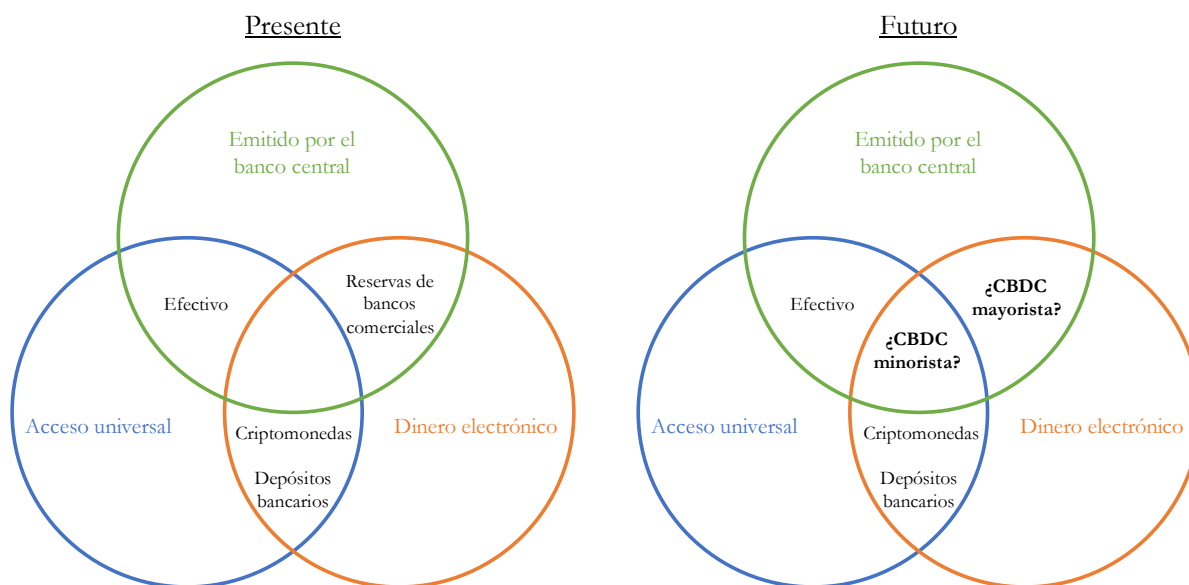 Presente
Emitido por el
banco central
Efectivo
Reservas de
bancos
comerciales
Acceso universal
Criptomonedas
Dinero electrónico
Depósitos
bancarios
Futuro
Emitido por el
banco central
Efectivo
¿CBDC
mayorista?
¿CBDC
minorista?
Acceso universal
Criptomonedas
Dinero electrónico
Depósitos
bancarios